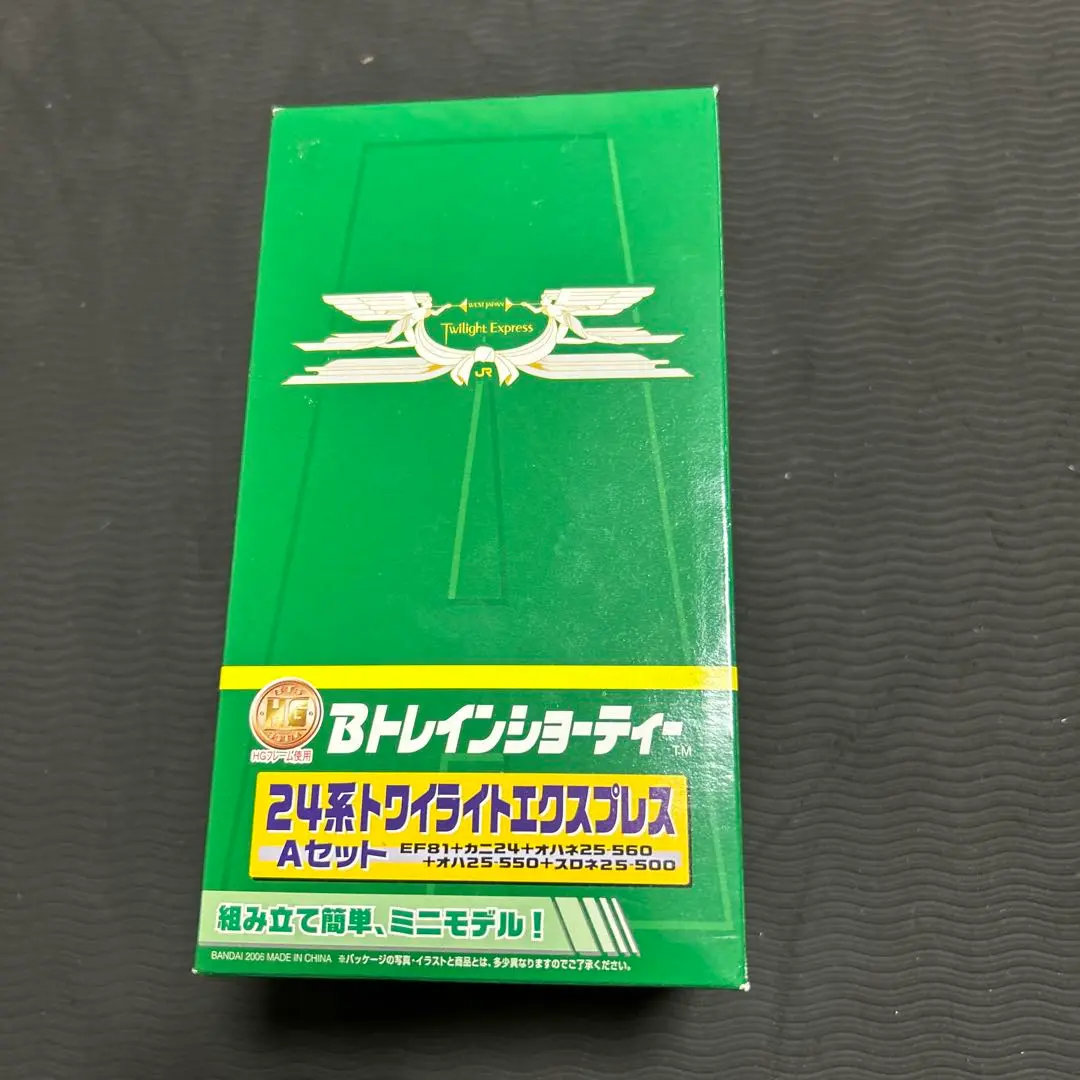 WEST JAPAN
Twilight Express
JR
HG
HGフレーム使用
Bトレインショーティー TM
24系トワイライトエクスプレス
Aセット EF81+カニ24+オハネ25-560
+オハ25-550+スロネ25-500
組み立て簡単、ミニモデル!
BANDAI 2006 MADE IN CHINA ※パッケージの写真・イラストと商品とは、多少異なりますのでご了承ください。